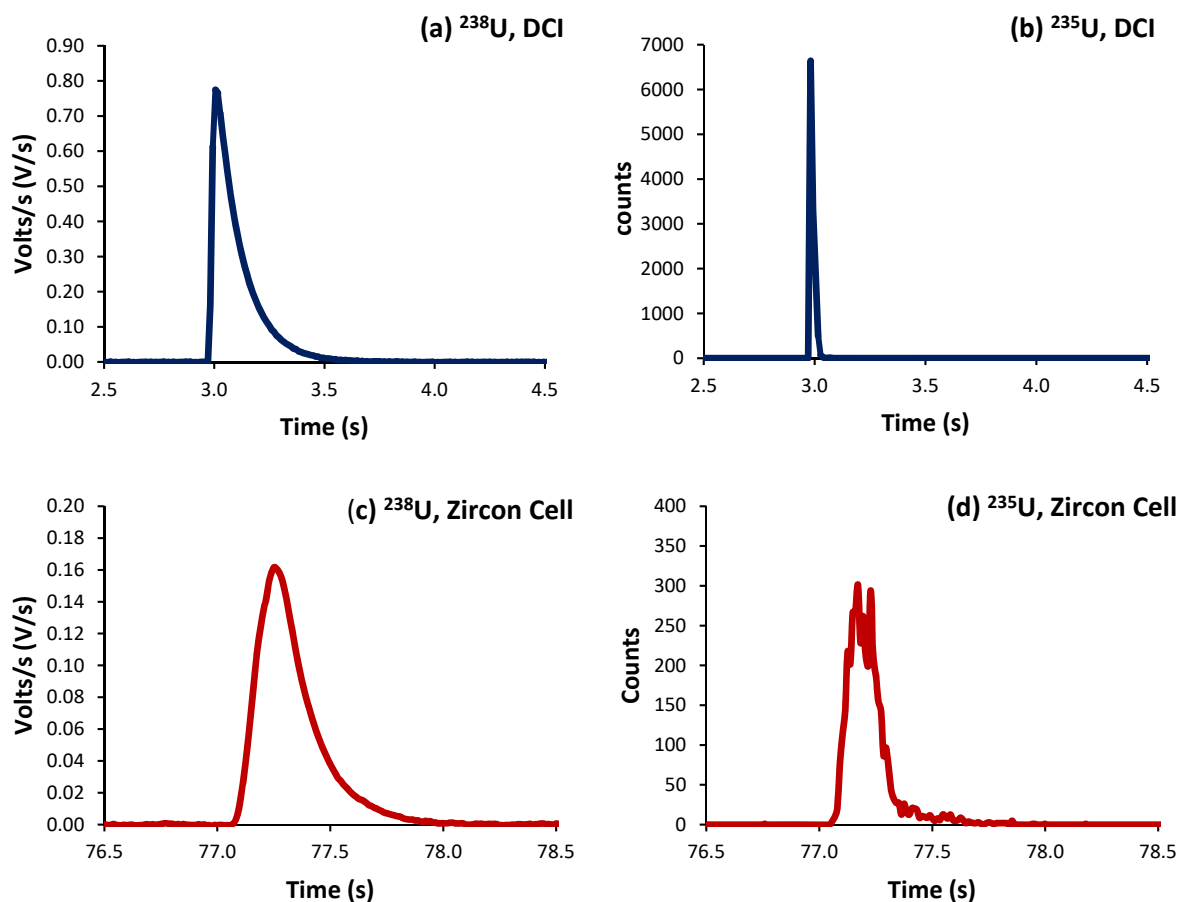 (a) ²³⁸U, DCI
0.90
0.80
0.70
0.60
0.50
0.40
0.30
0.20
0.10
0.00
Volts/s (V/s)
2.5 3.0 3.5 4.0 4.5
Time (s)
(b) ²³⁵U, DCI
7000
6000
5000
4000
3000
2000
1000
0
counts
2.5 3.0 3.5 4.0 4.5
Time (s)
(c) ²³⁸U, Zircon Cell
0.20
0.18
0.16
0.14
0.12
0.10
0.08
0.06
0.04
0.02
0.00
Volts/s (V/s)
76.5 77.0 77.5 78.0 78.5
Time (s)
(d) ²³⁵U, Zircon Cell
400
350
300
250
200
150
100
50
0
Counts
76.5 77.0 77.5 78.0 78.5
Time (s)